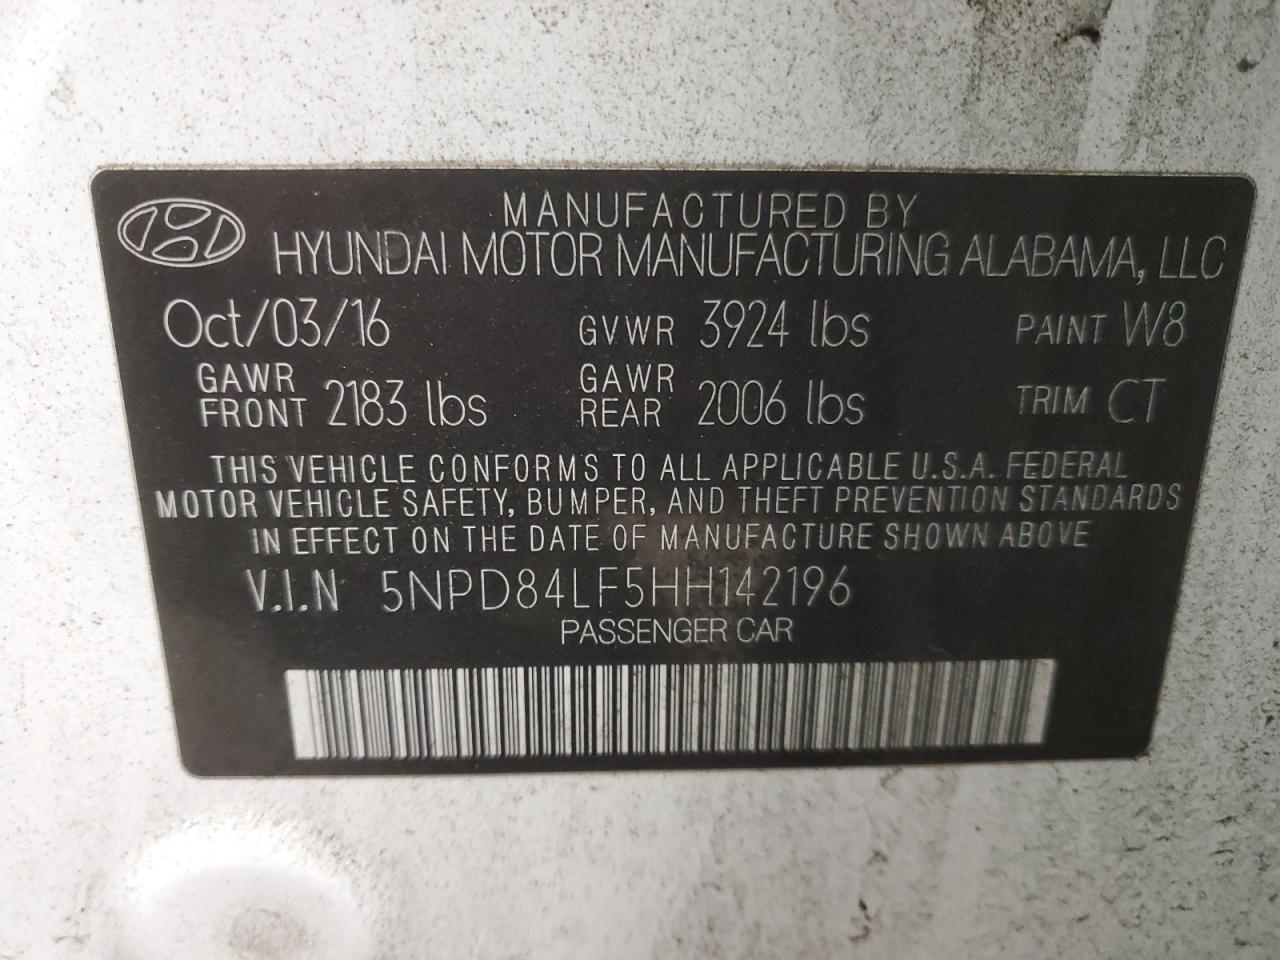 MANUFACTURED BY
HYUNDAI MOTOR MANUFACTURING ALABAMA, LLC
Oct/03/16 GVWR 3924 lbs PAINT W8
GAWR FRONT 2183 lbs GAWR REAR 2006 lbs TRIM CT
THIS VEHICLE CONFORMS TO ALL APPLICABLE U.S.A. FEDERAL
MOTOR VEHICLE SAFETY, BUMPER, AND THEFT PREVENTION STANDARDS
IN EFFECT ON THE DATE OF MANUFACTURE SHOWN ABOVE
V.I.N 5NPD84LF5HH142196
PASSENGER CAR